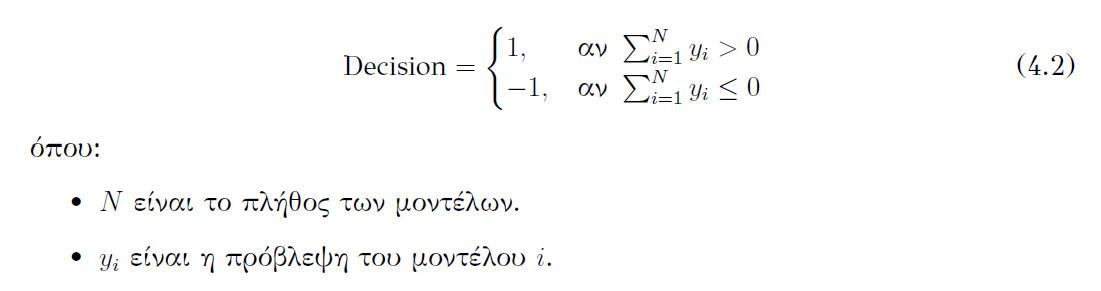 Decision = { 1, αν ∑_{i=1}^{N} y_i > 0
−1, αν ∑_{i=1}^{N} y_i ≤ 0 (4.2)
όπου:
• N είναι το πλήθος των μοντέλων.
• y_i είναι η πρόβλεψη του μοντέλου i.